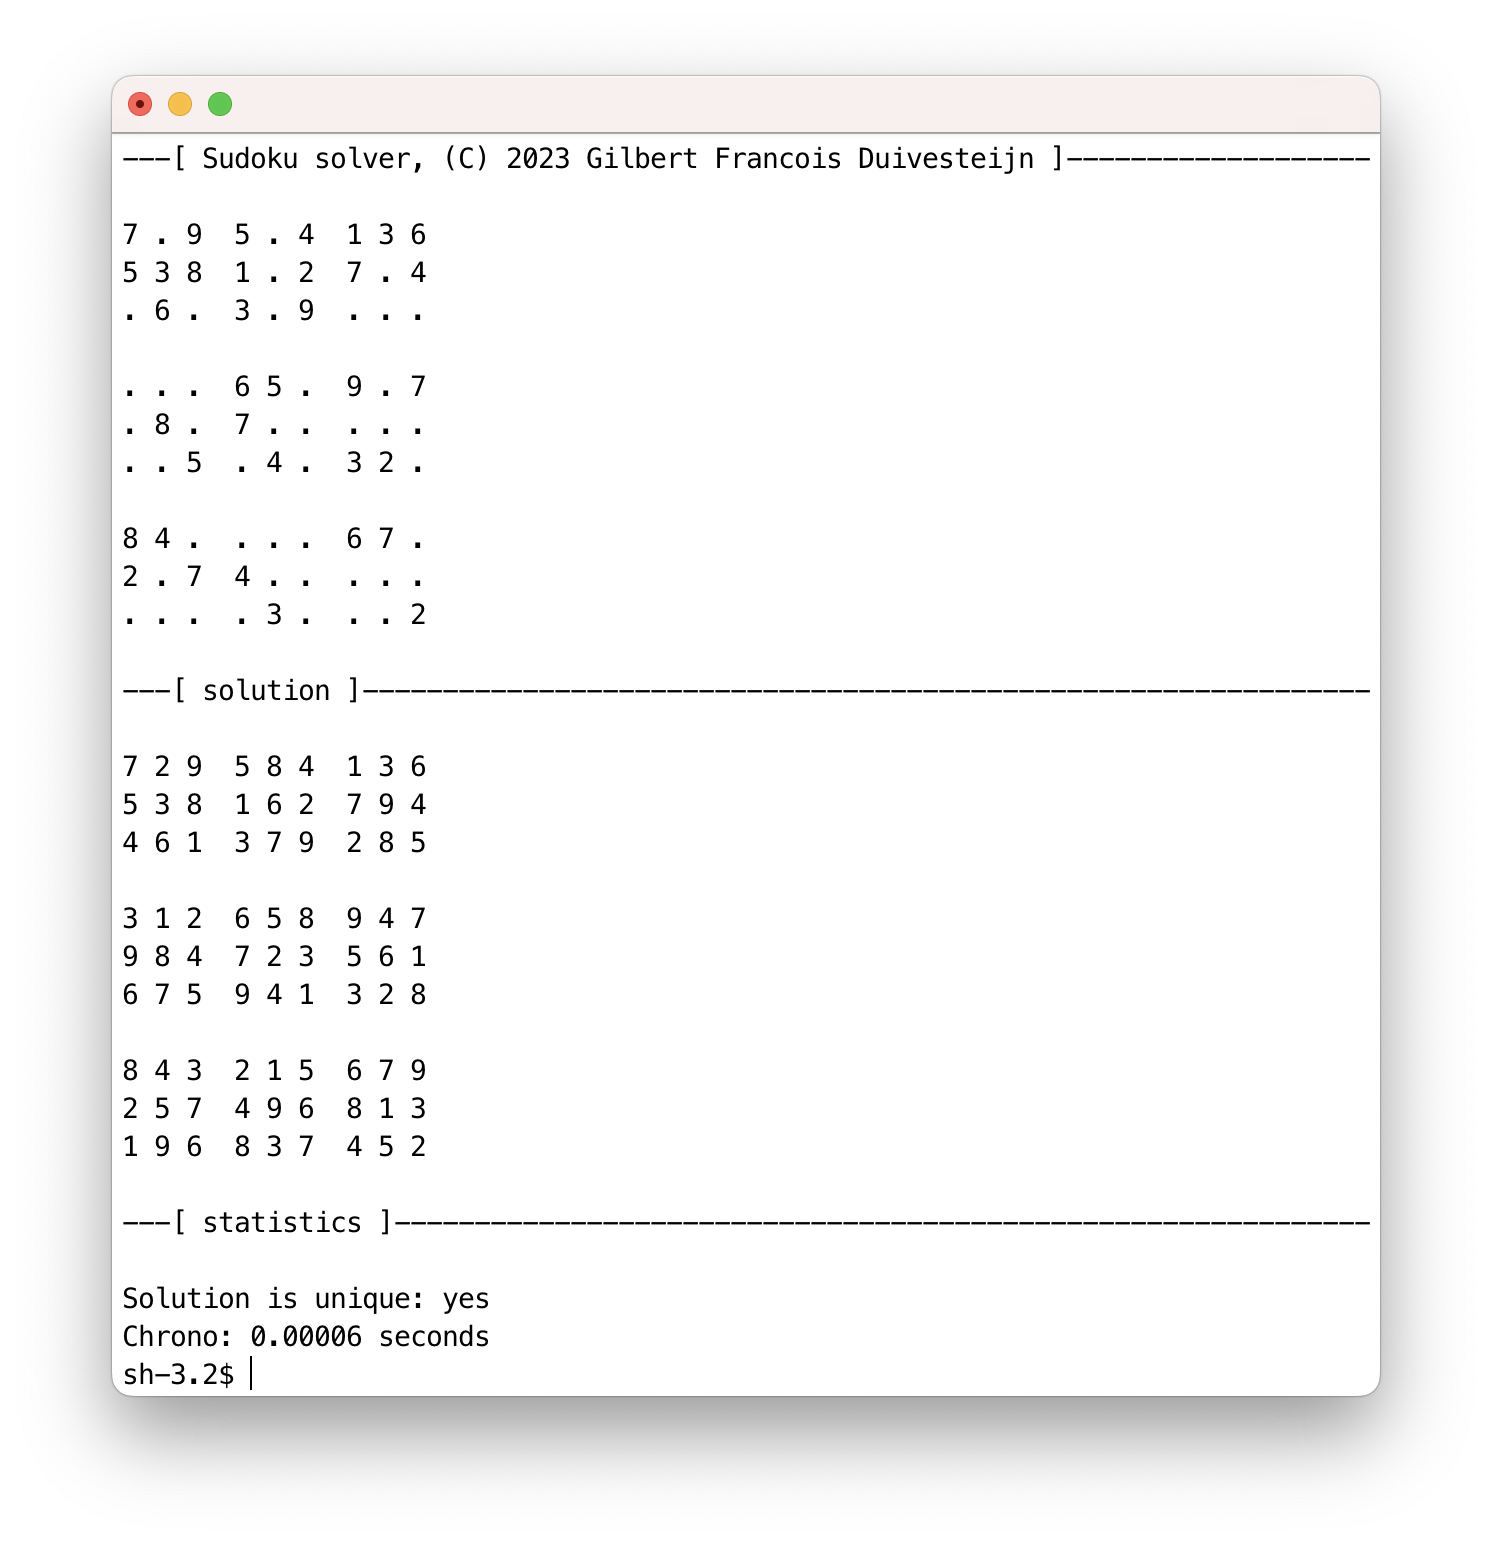 ---[ Sudoku solver, (C) 2023 Gilbert Francois Duivesteijn ]-------------------
7 . 9  5 . 4  1 3 6
5 3 8  1 . 2  7 . 4
. 6 .  3 . 9  . . .
. . .  6 5 .  9 . 7
. 8 .  7 . .  . . .
. . 5  . 4 .  3 2 .
8 4 .  . . .  6 7 .
2 . 7  4 . .  . . .
. . .  . 3 .  . . 2
---[ solution ]---------------------------------------------------------------
7 2 9  5 8 4  1 3 6
5 3 8  1 6 2  7 9 4
4 6 1  3 7 9  2 8 5
3 1 2  6 5 8  9 4 7
9 8 4  7 2 3  5 6 1
6 7 5  9 4 1  3 2 8
8 4 3  2 1 5  6 7 9
2 5 7  4 9 6  8 1 3
1 9 6  8 3 7  4 5 2
---[ statistics ]-------------------------------------------------------------
Solution is unique: yes
Chrono: 0.00006 seconds
sh-3.2$